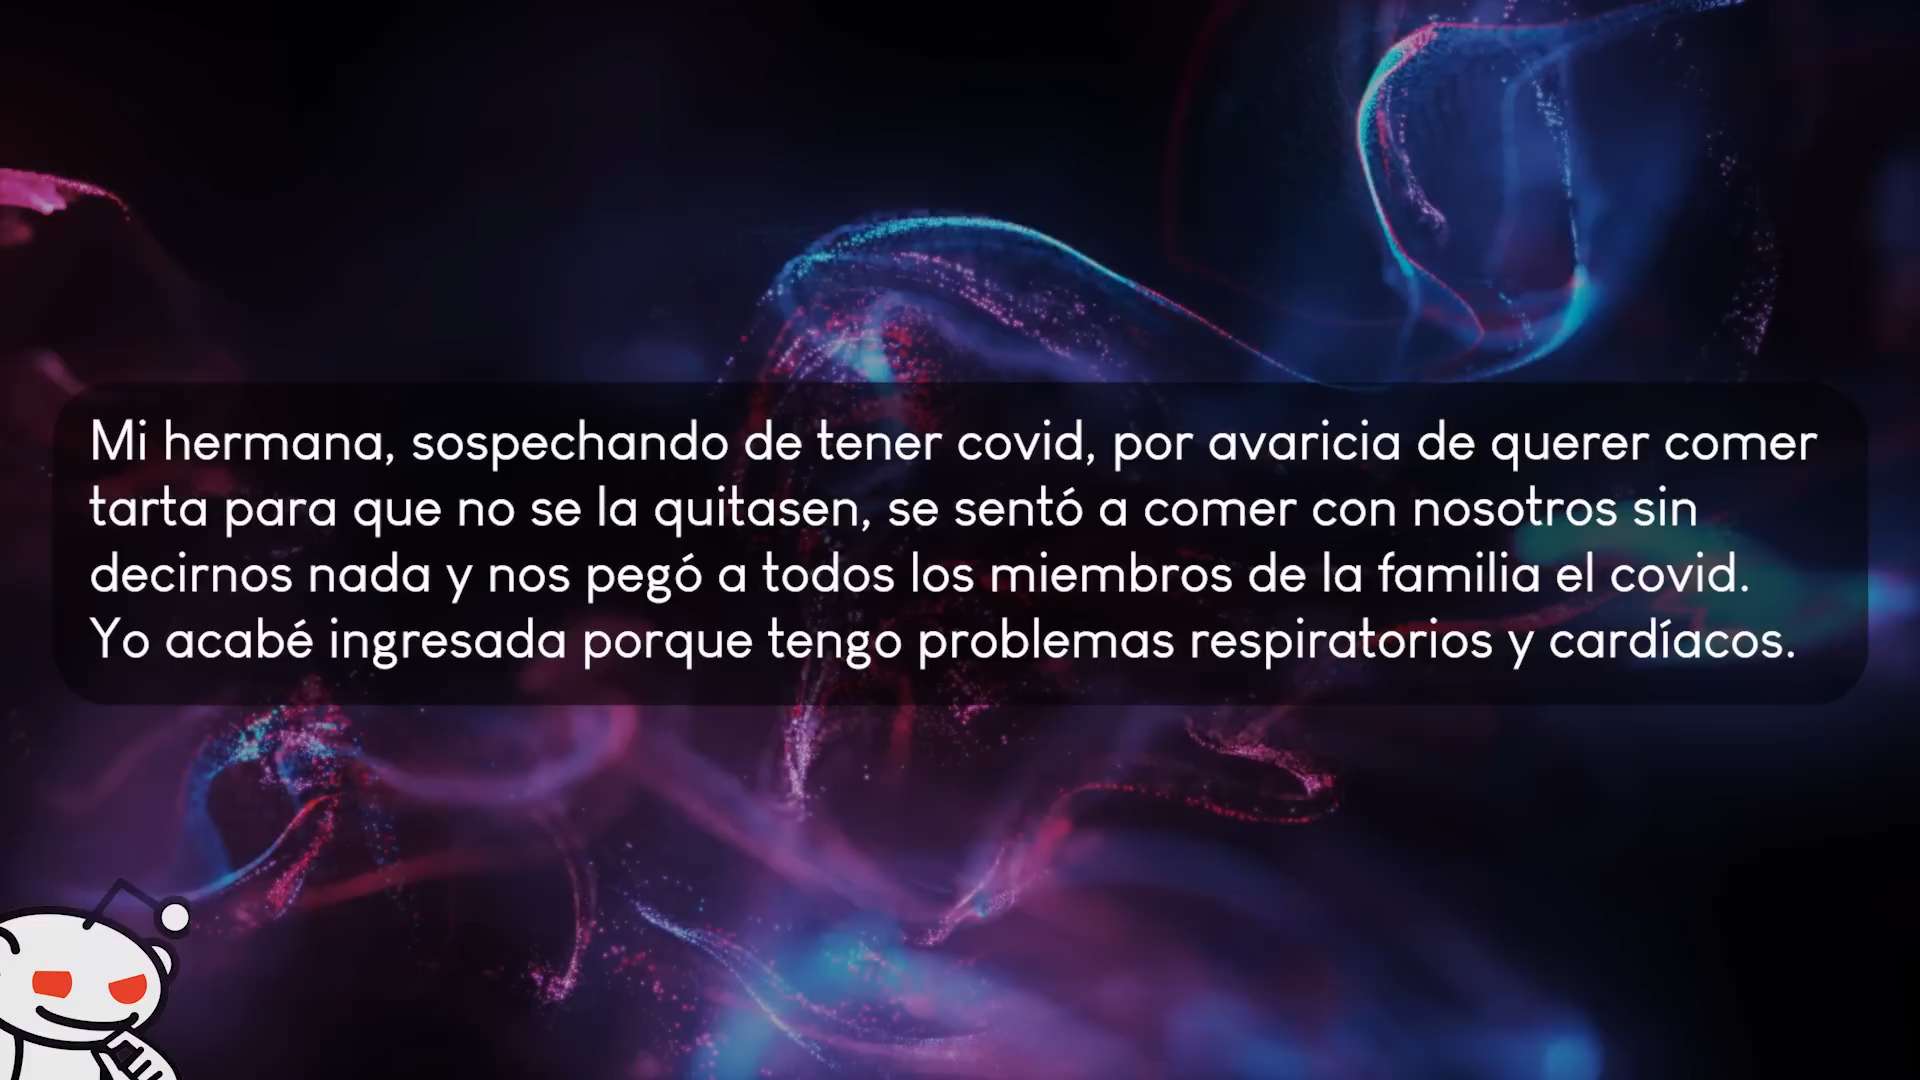 Mi hermana, sospechando de tener covid, por avaricia de querer comer
tarta para que no se la quitasen, se sentó a comer con nosotros sin
decirnos nada y nos pegó a todos los miembros de la familia el covid.
Yo acabé ingresada porque tengo problemas respiratorios y cardíacos.